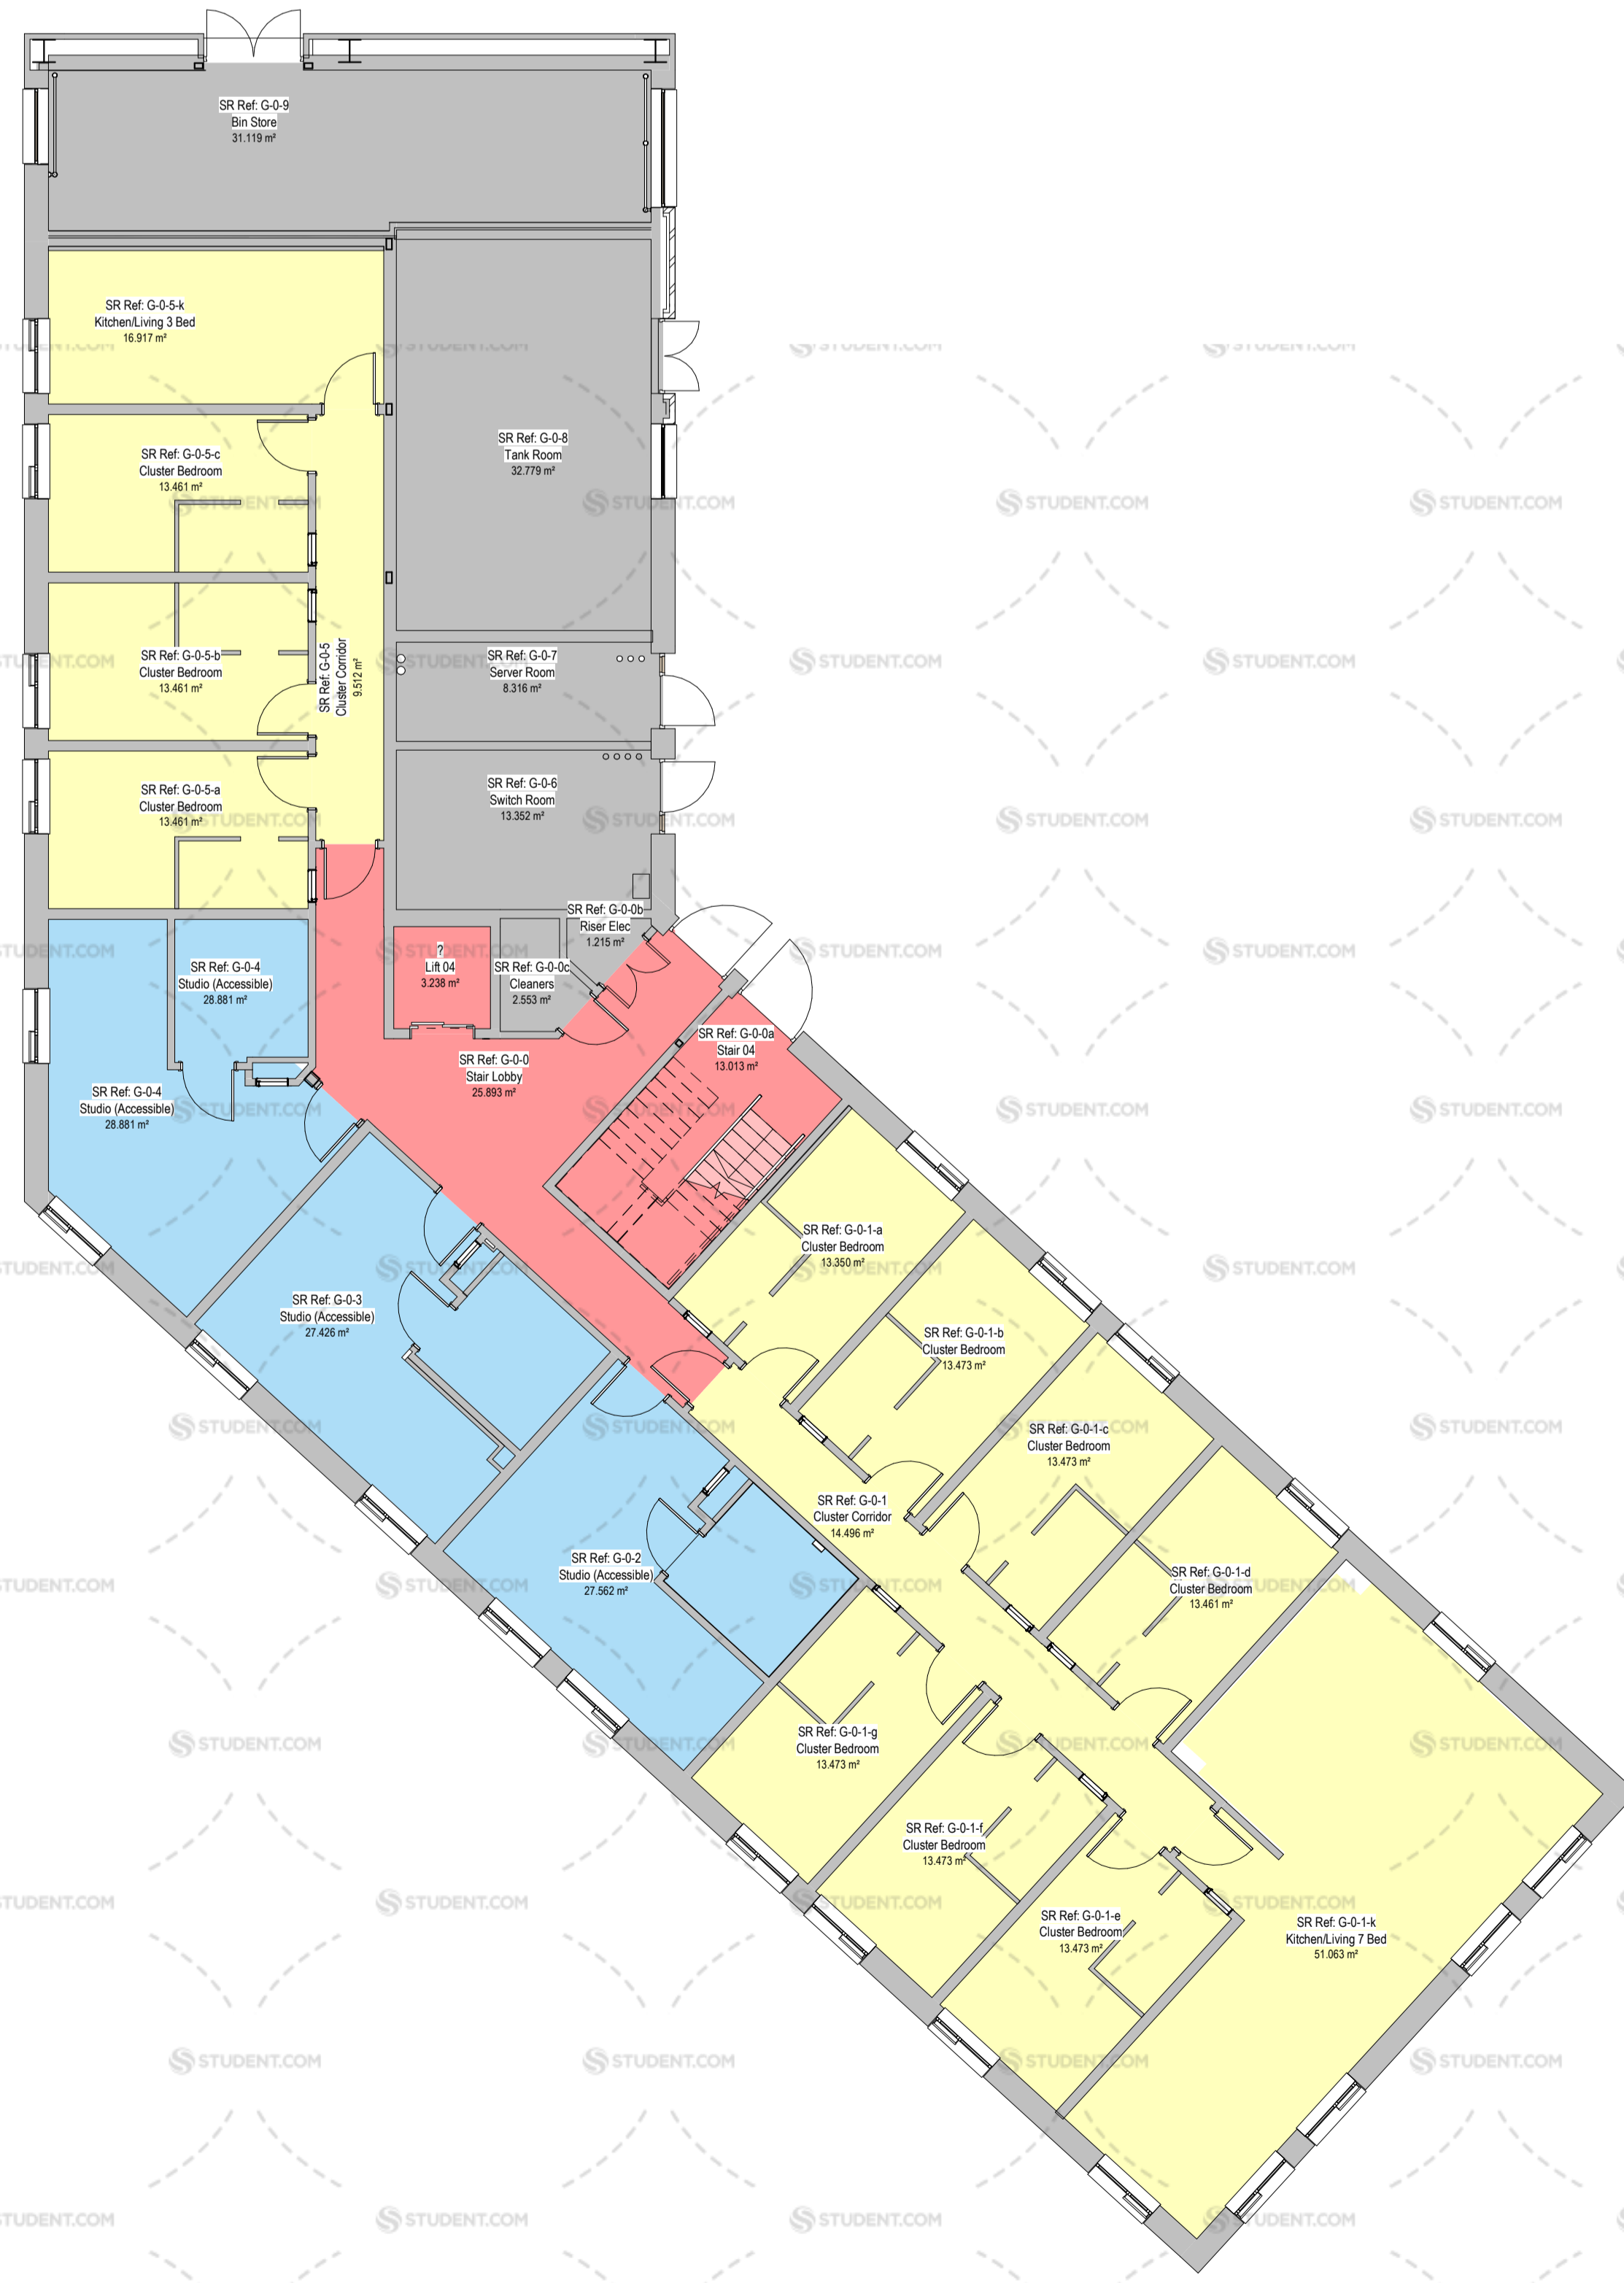 SR Ref: G-0-9
Bin Store
31.119 m²
SR Ref: G-0-5-k
Kitchen/Living 3 Bed
16.917 m²
SR Ref: G-0-5-c
Cluster Bedroom
13.461 m²
SR Ref: G-0-8
Tank Room
32.779 m²
SR Ref: G-0-5-b
Cluster Bedroom
13.461 m²
SR Ref: G-0-5
Cluster Corridor
9.512 m²
SR Ref: G-0-7
Server Room
8.316 m²
SR Ref: G-0-5-a
Cluster Bedroom
13.461 m²
SR Ref: G-0-6
Switch Room
13.352 m²
SR Ref: G-0-0b
Riser Elec
1.215 m²
SR Ref: G-0-4
Studio (Accessible)
28.881 m²
?
Lift 04
3.238 m²
SR Ref: G-0-0c
Cleaners
2.553 m²
SR Ref: G-0-0a
Stair 04
13.013 m²
SR Ref: G-0-0
Stair Lobby
25.893 m²
SR Ref: G-0-4
Studio (Accessible)
28.881 m²
SR Ref: G-0-1-a
Cluster Bedroom
13.350 m²
SR Ref: G-0-3
Studio (Accessible)
27.426 m²
SR Ref: G-0-1-b
Cluster Bedroom
13.473 m²
SR Ref: G-0-1-c
Cluster Bedroom
13.473 m²
SR Ref: G-0-1
Cluster Corridor
14.496 m²
SR Ref: G-0-2
Studio (Accessible)
27.562 m²
SR Ref: G-0-1-d
Cluster Bedroom
13.461 m²
SR Ref: G-0-1-g
Cluster Bedroom
13.473 m²
SR Ref: G-0-1-f
Cluster Bedroom
13.473 m²
SR Ref: G-0-1-e
Cluster Bedroom
13.473 m²
SR Ref: G-0-1-k
Kitchen/Living 7 Bed
51.063 m²
STUDENT.COM